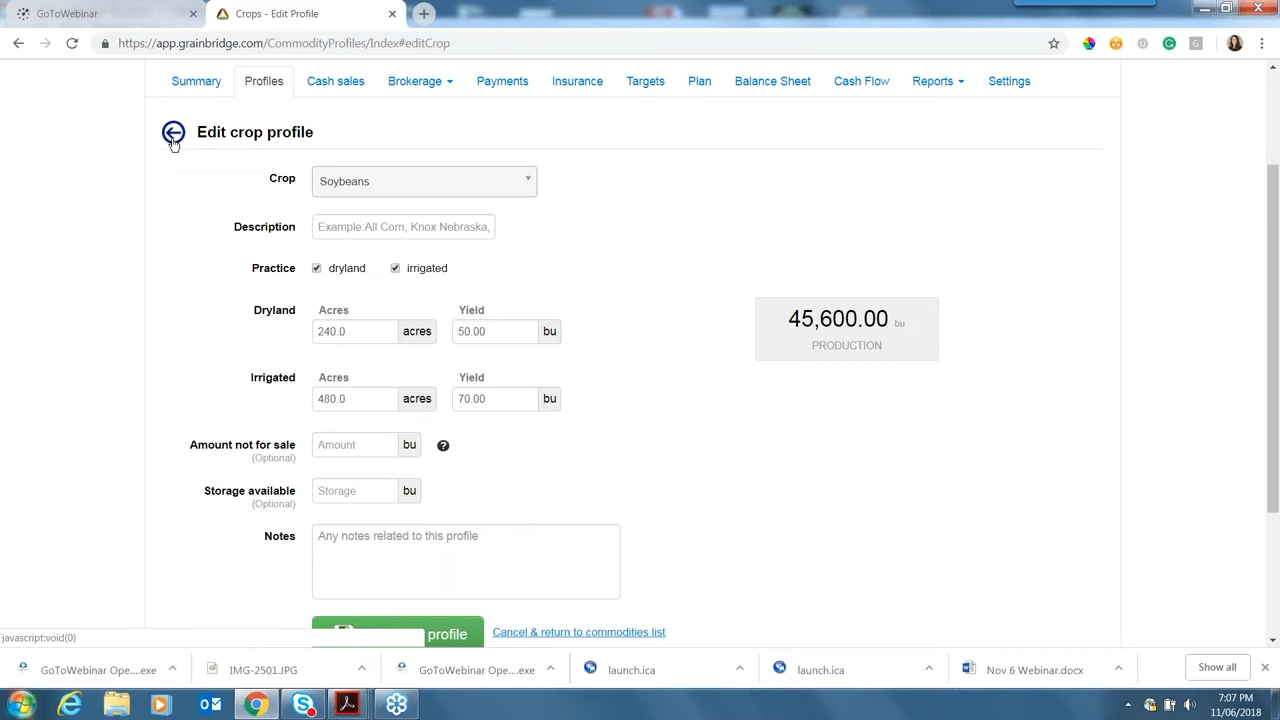 GoToWebinar
Crops - Edit Profile
https://app.grainbridge.com/CommodityProfiles/Index#editCrop
Summary Profiles Cash sales Brokerage Payments Insurance Targets Plan Balance Sheet Cash Flow Reports Settings
Edit crop profile
Crop Soybeans
Description Example:All Corn, Knox Nebraska,
Practice dryland irrigated
Acres Yield
Dryland 240.0 acres 50.00 bu
45,600.00 bu
PRODUCTION
Acres Yield
Irrigated 480.0 acres 70.00 bu
Amount not for sale Amount bu ?
(Optional)
Storage available Storage bu
(Optional)
Notes Any notes related to this profile
profile Cancel & return to commodities list
javascript:void(0)
GoToWebinar Ope....exe IMG-2501.JPG GoToWebinar Ope....exe launch.ica launch.ica Nov 6 Webinar.docx Show all
7:07 PM
11/06/2018